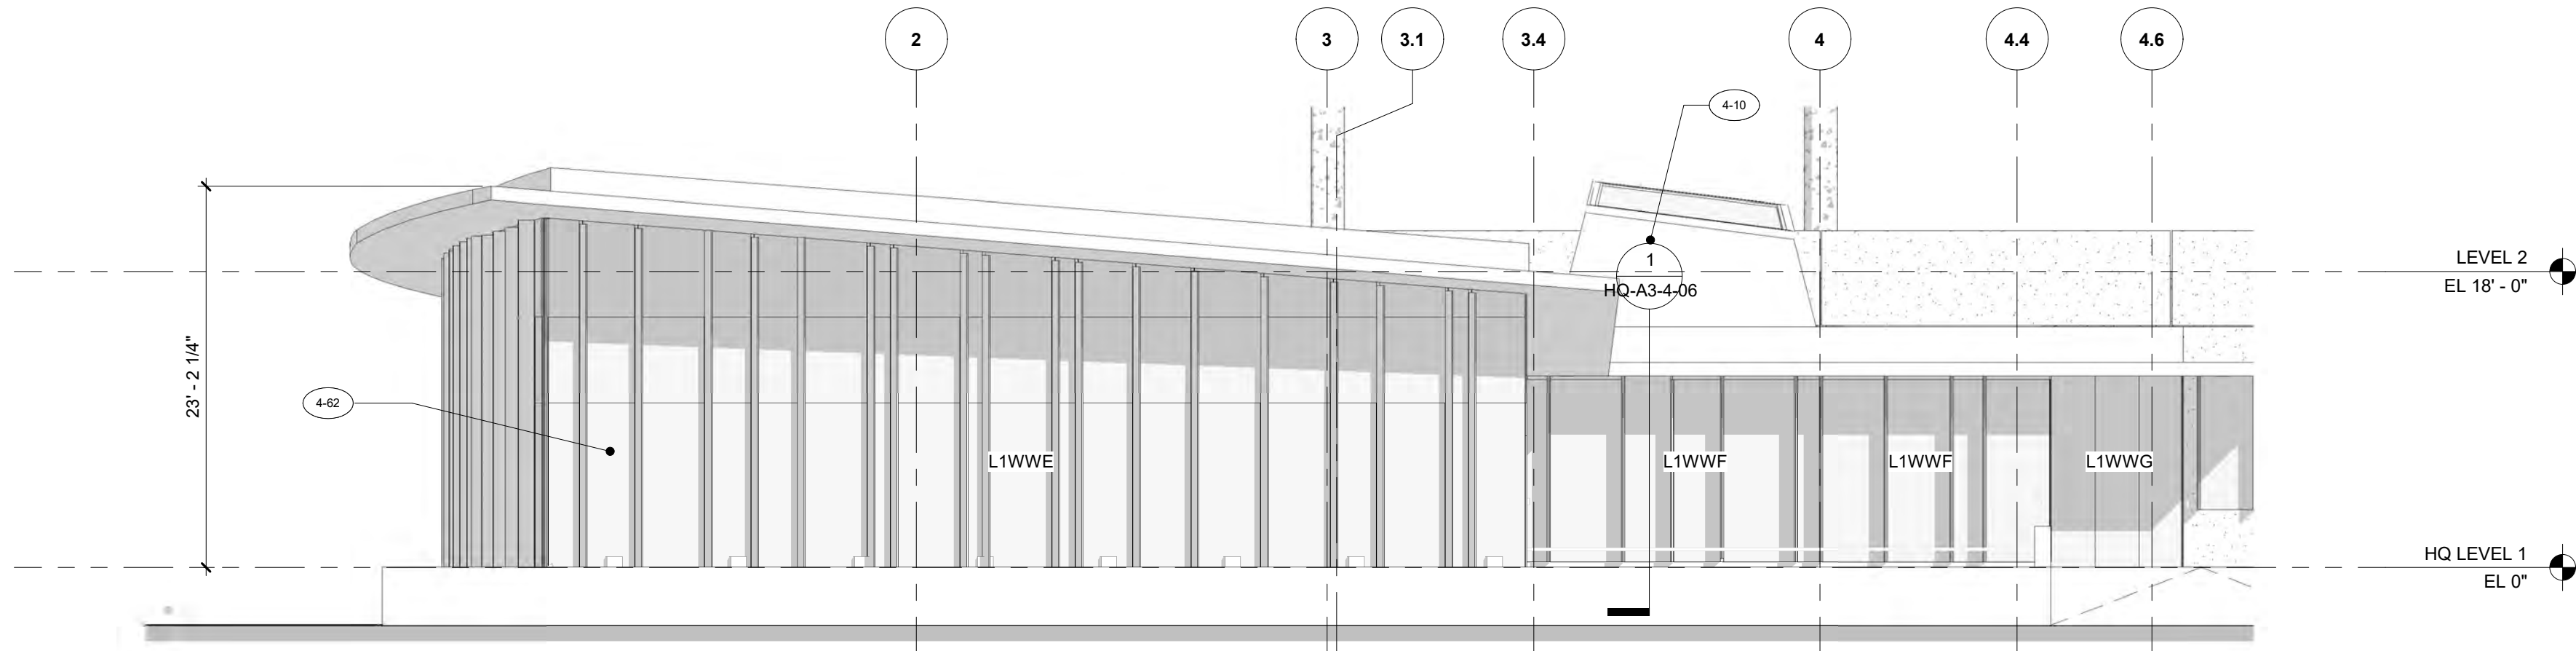 2
3
3.1
3.4
4
4.4
4.6
4-10
1
HQ-A3-4-06
LEVEL 2
EL 18' - 0"
23' - 2 1/4"
4-62
L1WWE
L1WWF
L1WWF
L1WWG
HQ LEVEL 1
EL 0"